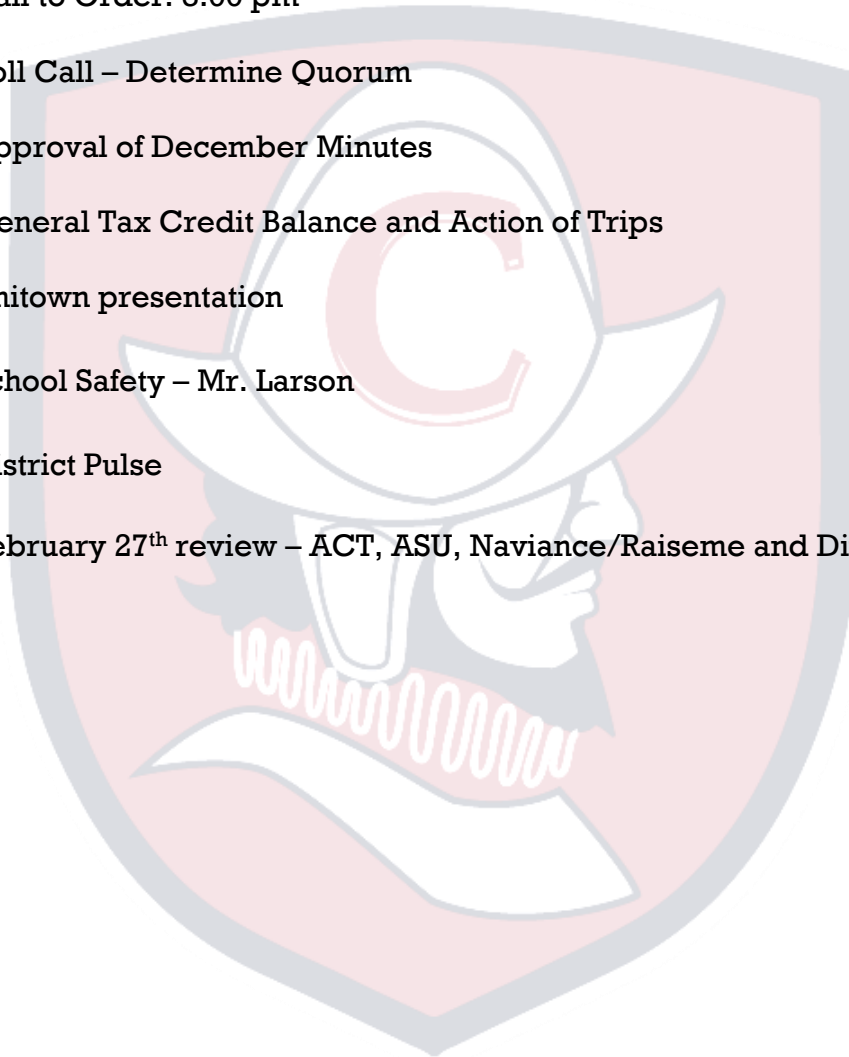 all to Order: 3:00 pm
oll Call – Determine Quorum
pproval of December Minutes
eneral Tax Credit Balance and Action of Trips
nitown presentation
chool Safety – Mr. Larson
istrict Pulse
ebruary 27th review – ACT, ASU, Naviance/Raiseme and Di
C